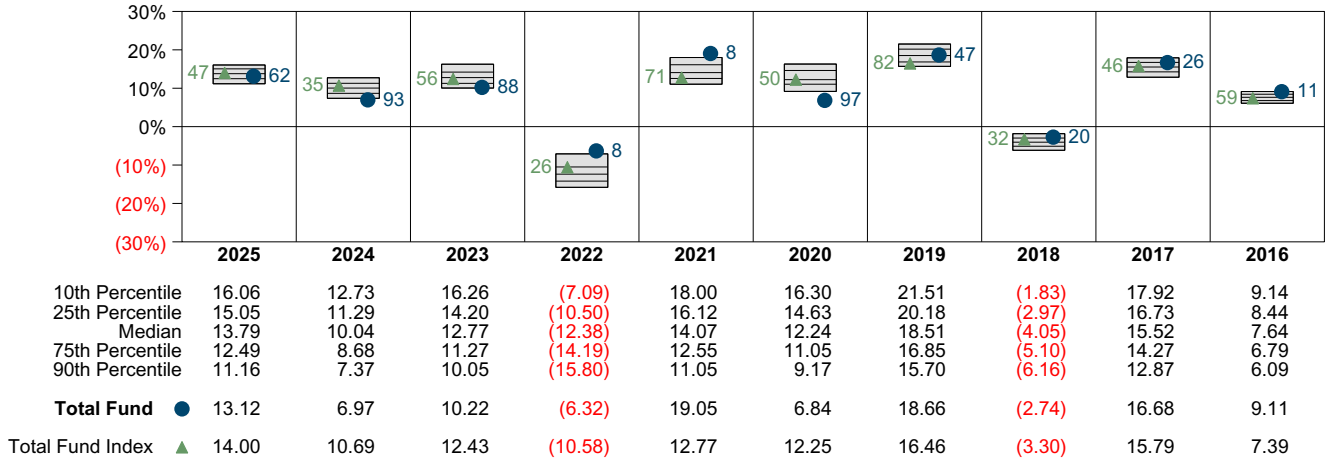 30%
20%
10%
0%
(10%)
(20%)
(30%)
47 62 35 93 56 88 26 8 71 8 50 97 82 47 32 20 46 26 59 11
2025 2024 2023 2022 2021 2020 2019 2018 2017 2016
10th Percentile 16.06 12.73 16.26 (7.09) 18.00 16.30 21.51 (1.83) 17.92 9.14
25th Percentile 15.05 11.29 14.20 (10.50) 16.12 14.63 20.18 (2.97) 16.73 8.44
Median 13.79 10.04 12.77 (12.38) 14.07 12.24 18.51 (4.05) 15.52 7.64
75th Percentile 12.49 8.68 11.27 (14.19) 12.55 11.05 16.85 (5.10) 14.27 6.79
90th Percentile 11.16 7.37 10.05 (15.80) 11.05 9.17 15.70 (6.16) 12.87 6.09
Total Fund 13.12 6.97 10.22 (6.32) 19.05 6.84 18.66 (2.74) 16.68 9.11
Total Fund Index 14.00 10.69 12.43 (10.58) 12.77 12.25 16.46 (3.30) 15.79 7.39